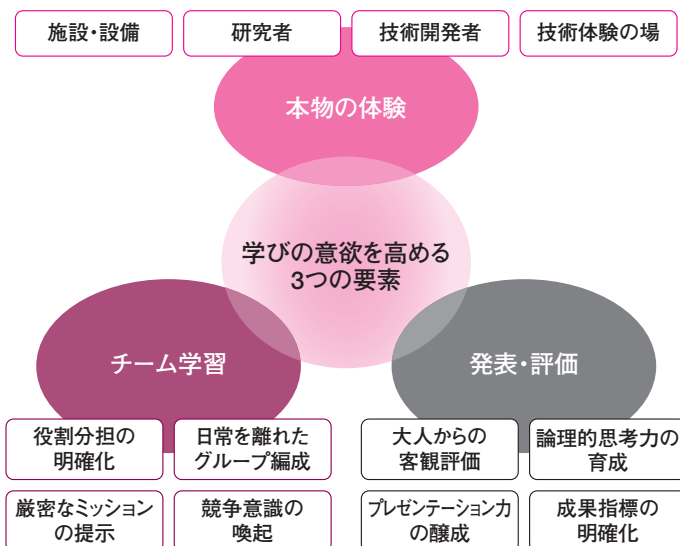 施設・設備
研究者
技術開発者
技術体験の場
本物の体験
学びの意欲を高める
3つの要素
チーム学習
発表・評価
役割分担の
明確化
日常を離れた
グループ編成
大人からの
客観評価
論理的思考力の
育成
厳密なミッション
の提示
競争意識の
喚起
プレゼンテーション力
の醸成
成果指標の
明確化